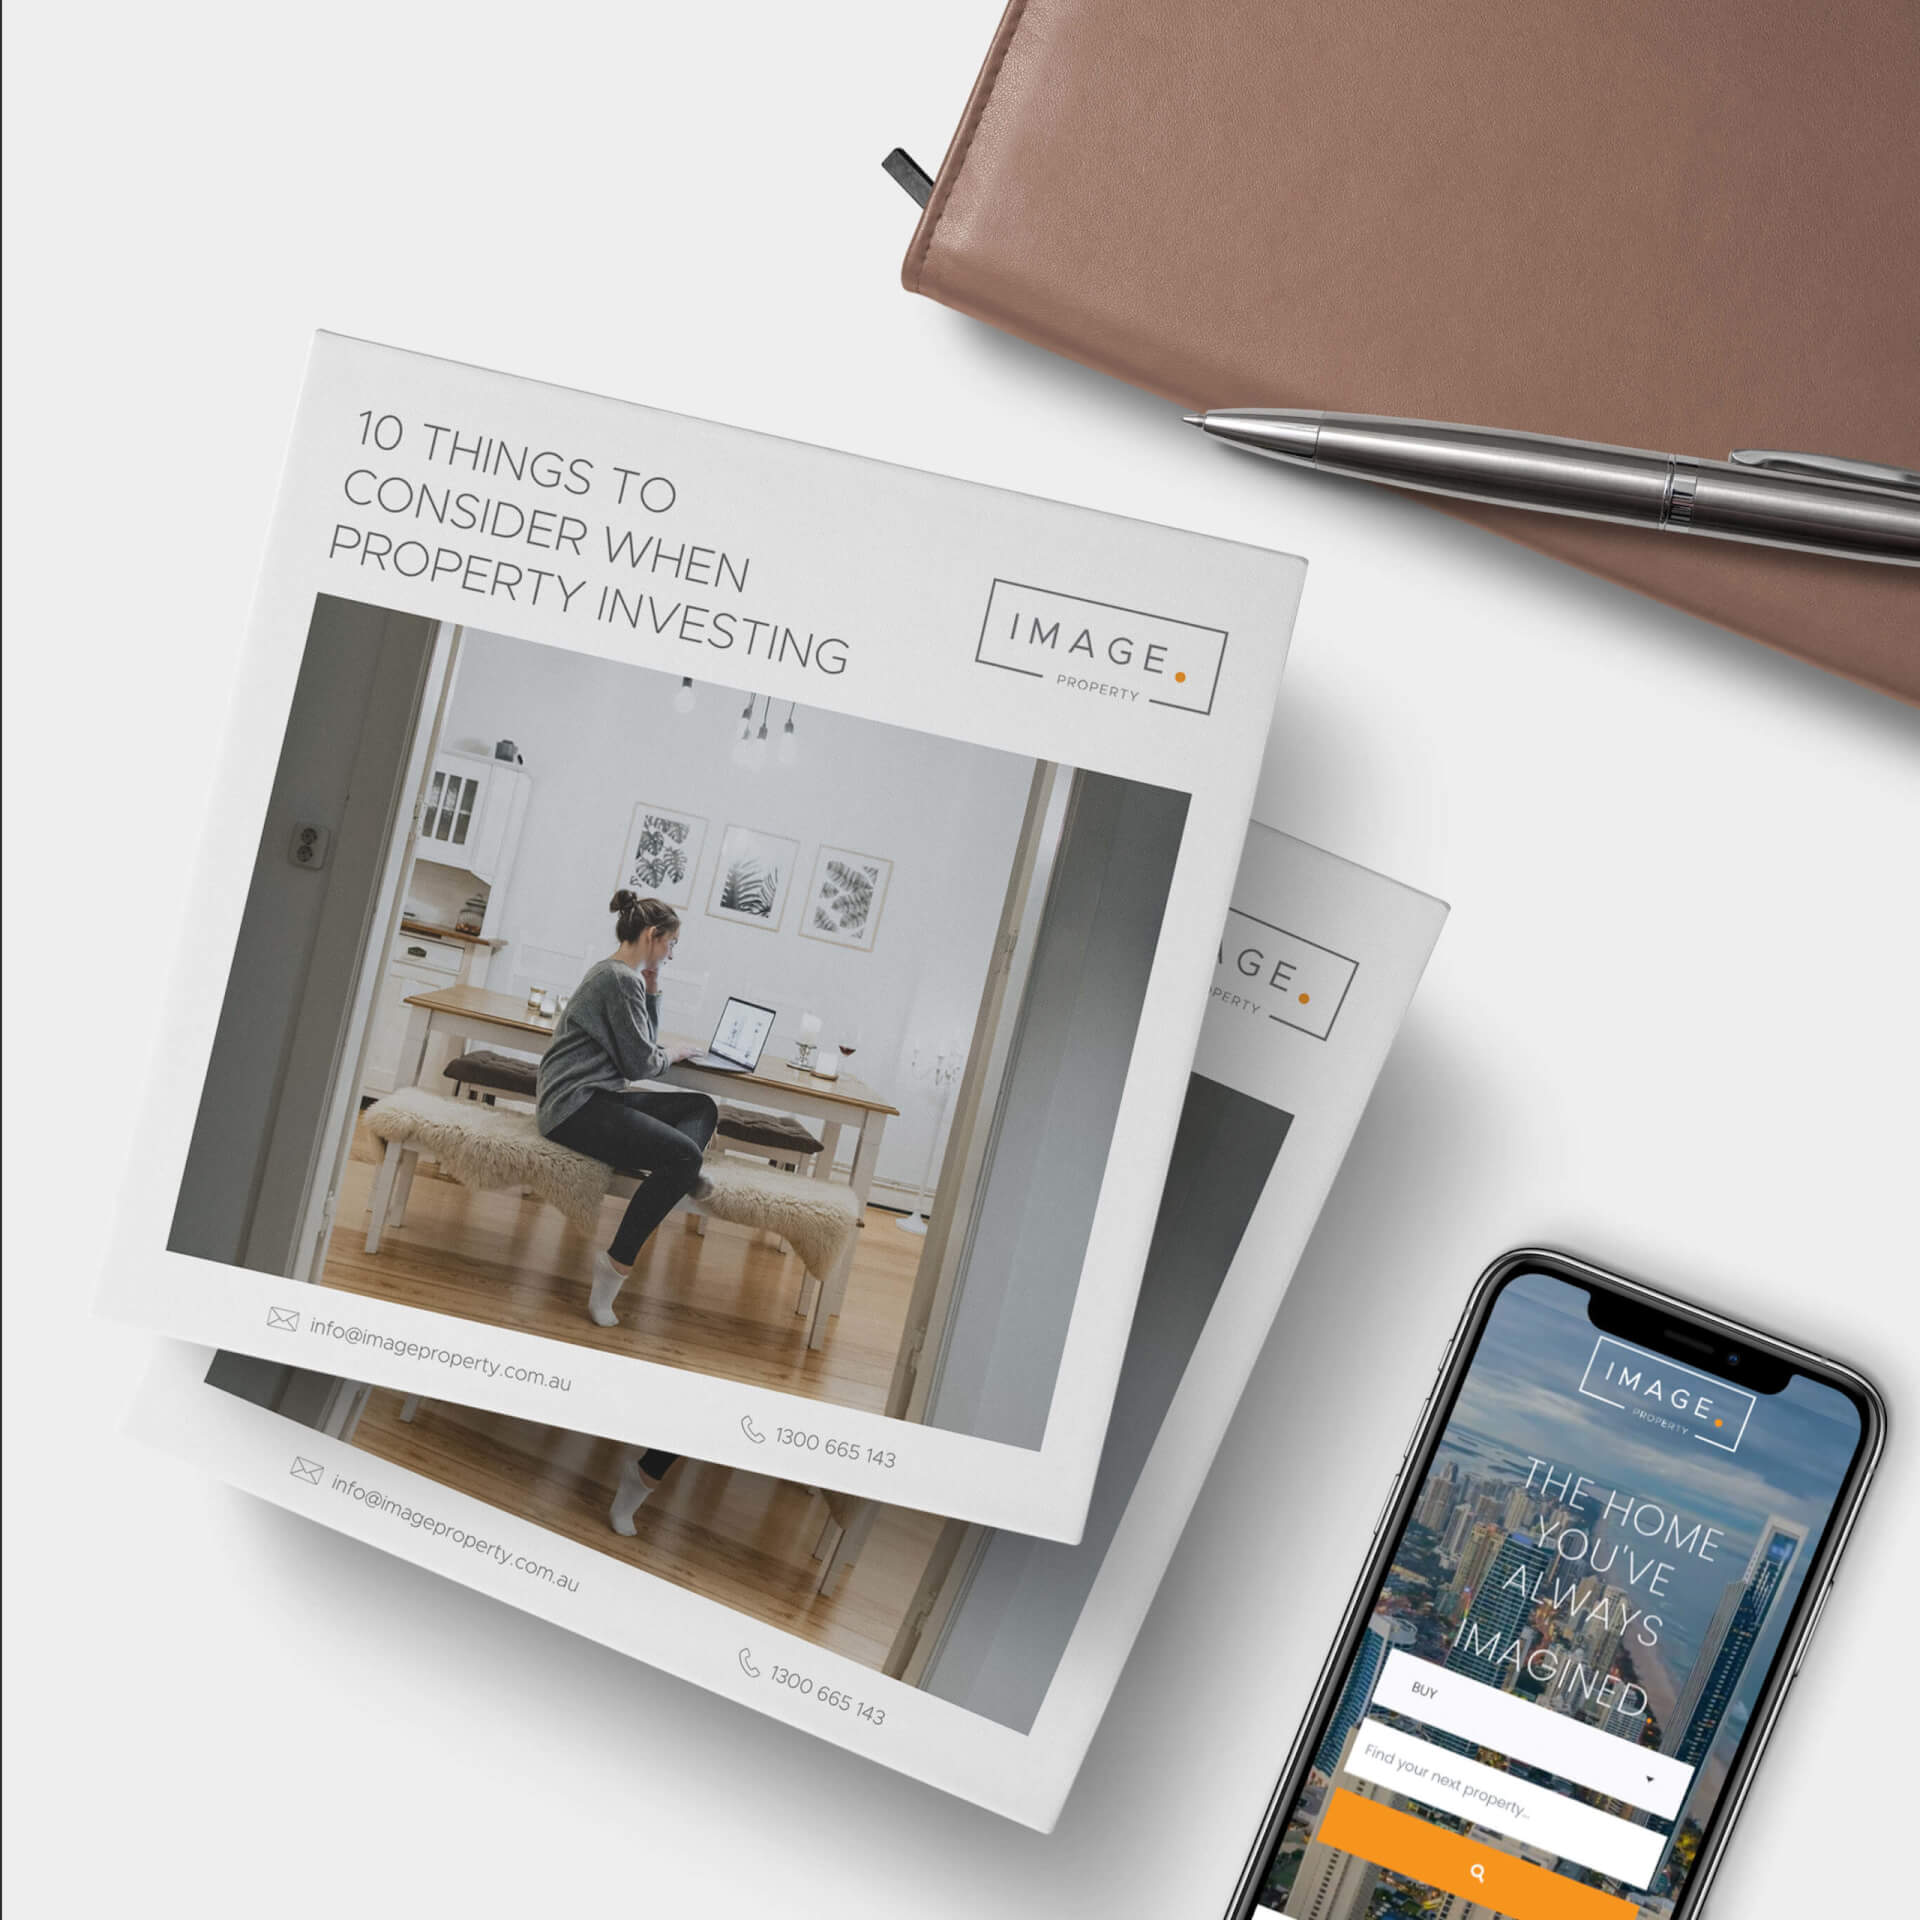 10 THINGS TO
CONSIDER WHEN
PROPERTY INVESTING
IMAGE.
PROPERTY
info@imageproperty.com.au
1300 665 143
AGE.
PERTY
info@imageproperty.com.au
1300 665 143
IMAGE.
PROPERTY
THE HOME
YOU'VE
ALWAYS
IMAGINED.
BUY
Find your next property...